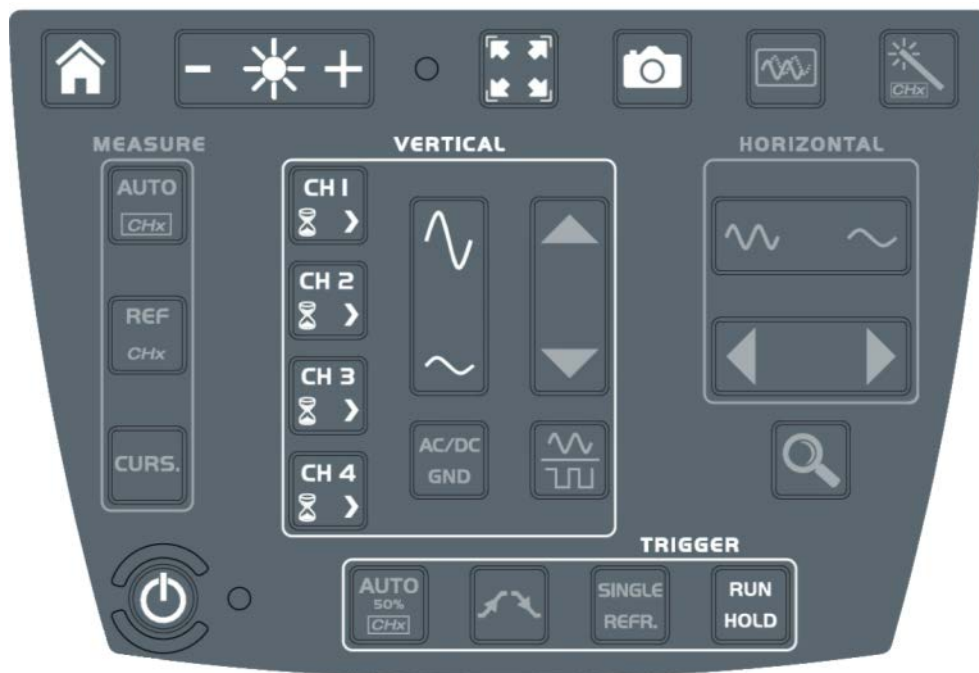 - +
CHx
MEASURE
VERTICAL
HORIZONTAL
AUTO
CHx
REF
CHx
CURS.
CH 1
CH 2
CH 3
CH 4
AC/DC
GND
TRIGGER
AUTO
50%
CHx
SINGLE
REFR.
RUN
HOLD